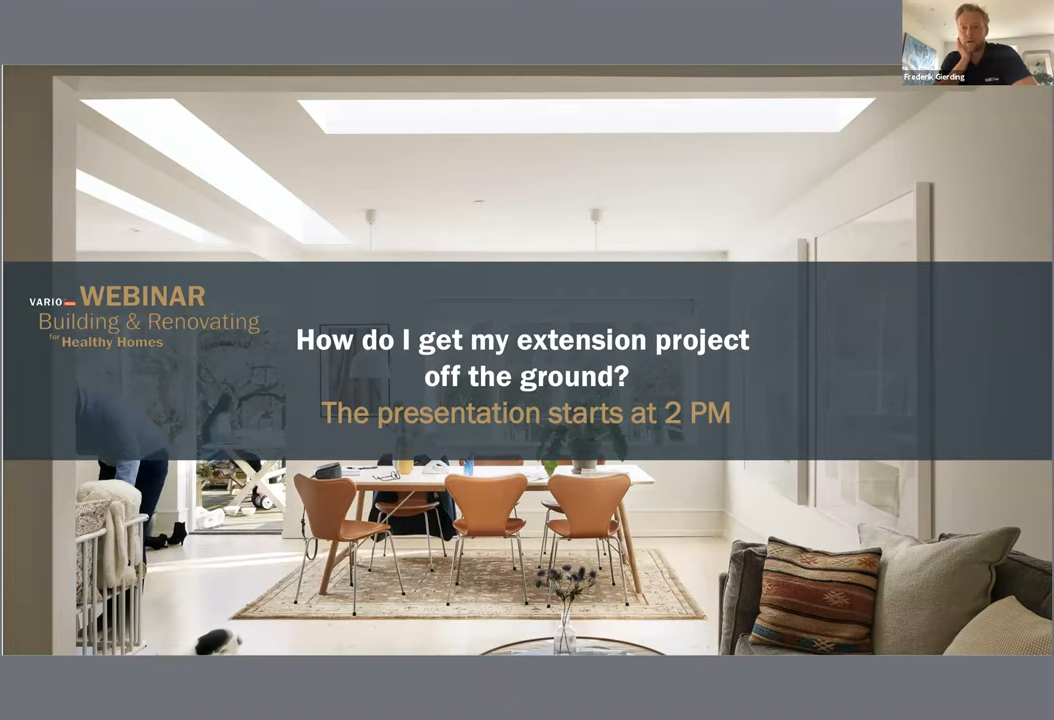 Frederik Gierding
VARIO
WEBINAR
Building & Renovating
for Healthy Homes
How do I get my extension project
off the ground?
The presentation starts at 2 PM